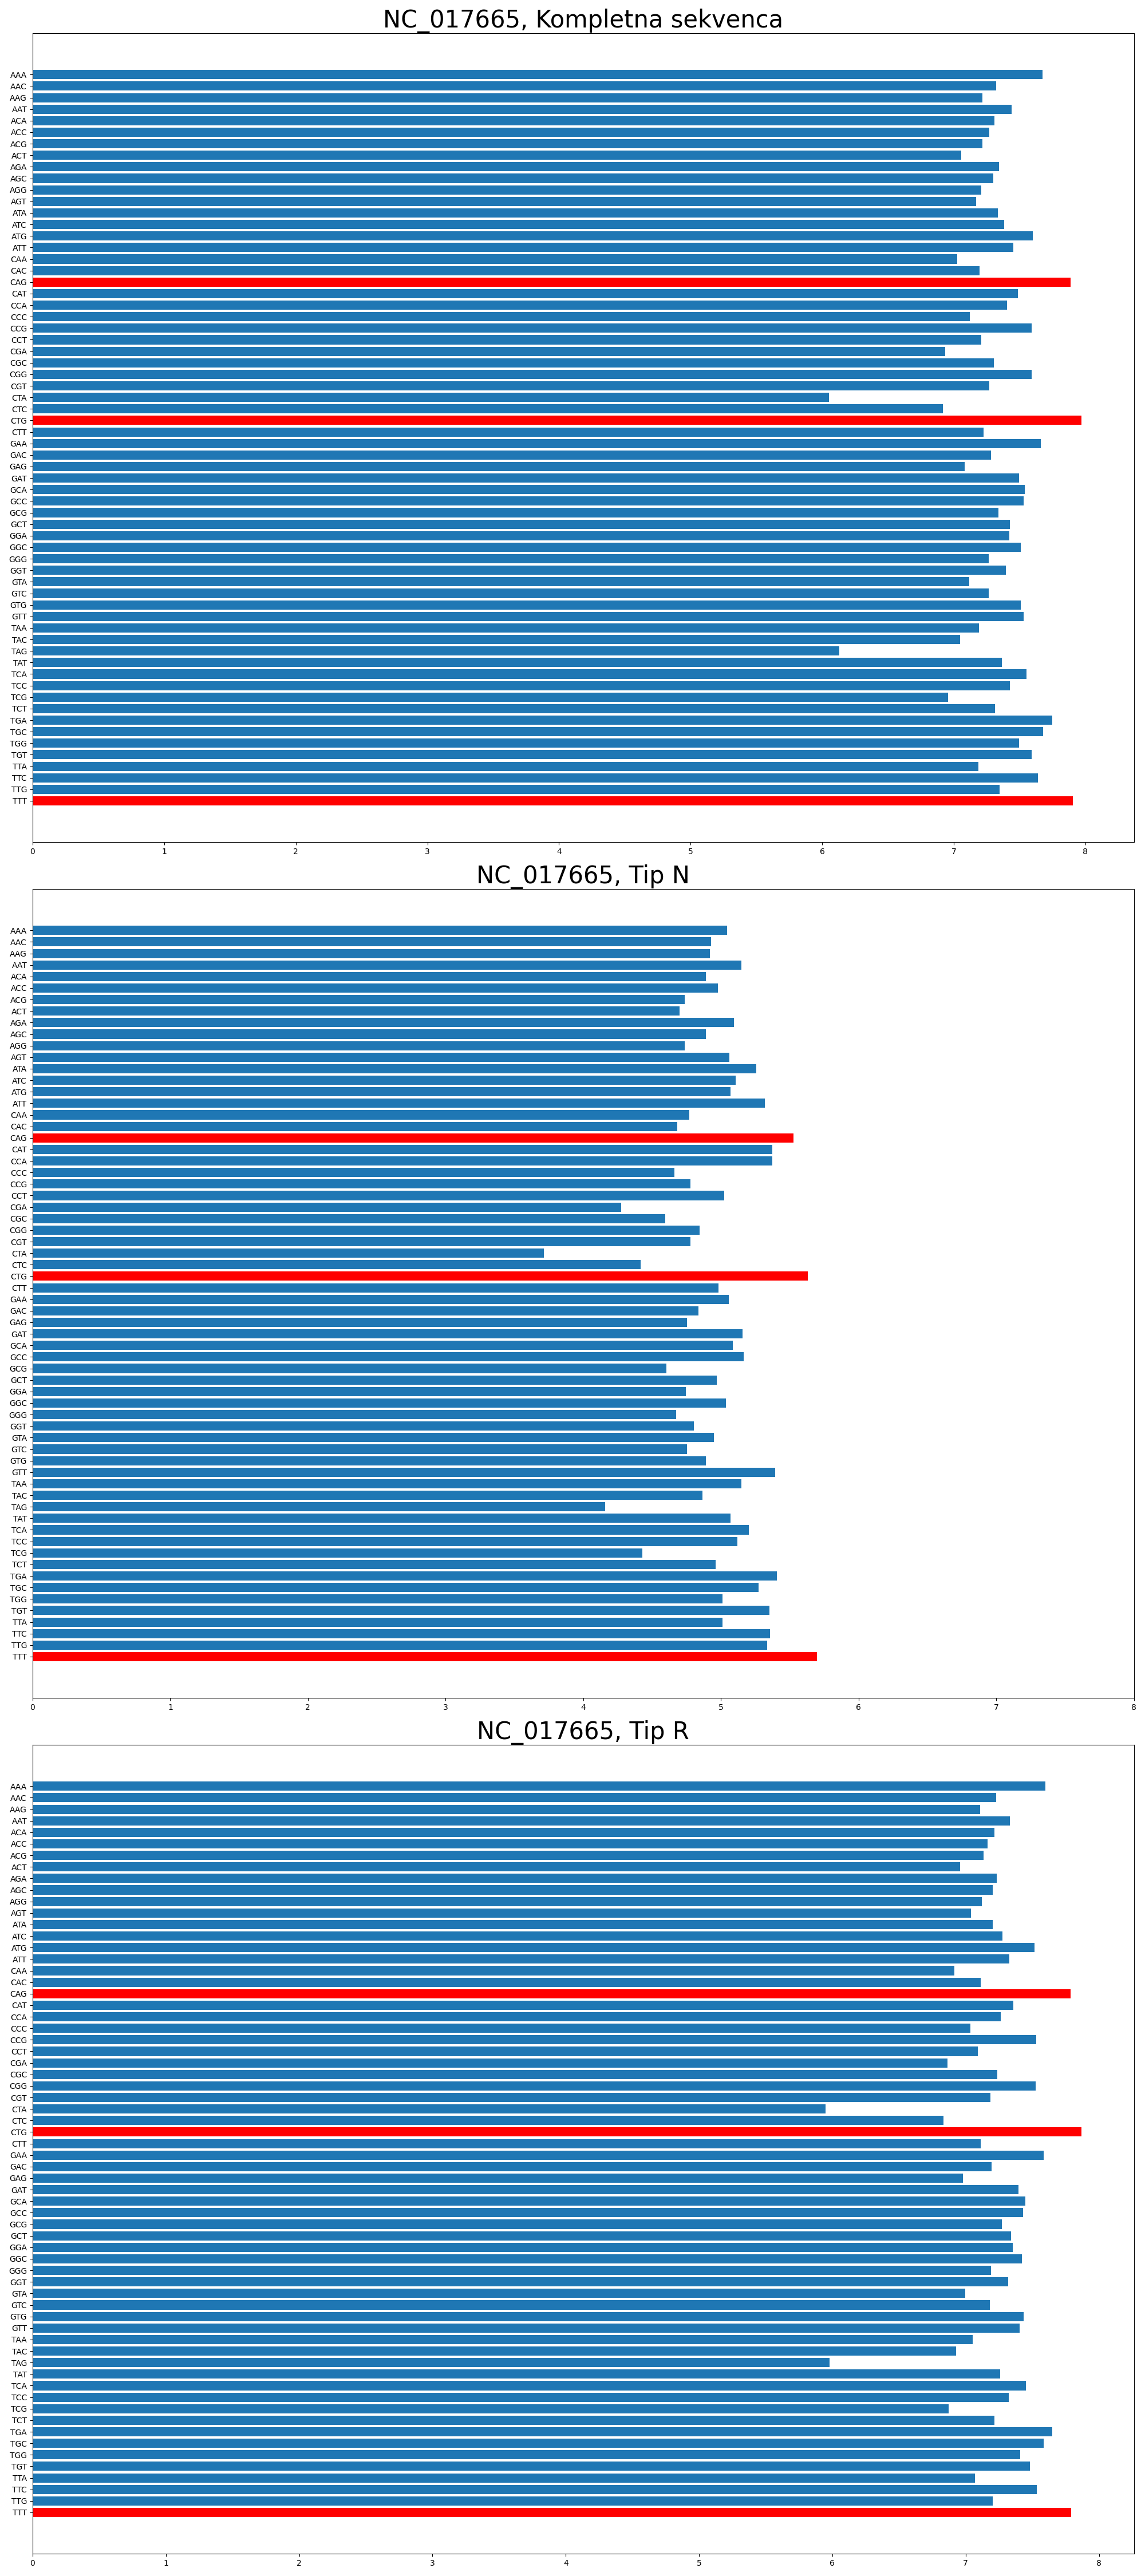 NC_017665, Kompletna sekvenca
AAA
AAC
AAG
AAT
ACA
ACC
ACG
ACT
AGA
AGC
AGG
AGT
ATA
ATC
ATG
ATT
CAA
CAC
CAG
CAT
CCA
CCC
CCG
CCT
CGA
CGC
CGG
CGT
CTA
CTC
CTG
CTT
GAA
GAC
GAG
GAT
GCA
GCC
GCG
GCT
GGA
GGC
GGG
GGT
GTA
GTC
GTG
GTT
TAA
TAC
TAG
TAT
TCA
TCC
TCG
TCT
TGA
TGC
TGG
TGT
TTA
TTC
TTG
TTT
0 1 2 3 4 5 6 7 8
NC_017665, Tip N
AAA
AAC
AAG
AAT
ACA
ACC
ACG
ACT
AGA
AGC
AGG
AGT
ATA
ATC
ATG
ATT
CAA
CAC
CAG
CAT
CCA
CCC
CCG
CCT
CGA
CGC
CGG
CGT
CTA
CTC
CTG
CTT
GAA
GAC
GAG
GAT
GCA
GCC
GCG
GCT
GGA
GGC
GGG
GGT
GTA
GTC
GTG
GTT
TAA
TAC
TAG
TAT
TCA
TCC
TCG
TCT
TGA
TGC
TGG
TGT
TTA
TTC
TTG
TTT
0 1 2 3 4 5 6 7 8
NC_017665, Tip R
AAA
AAC
AAG
AAT
ACA
ACC
ACG
ACT
AGA
AGC
AGG
AGT
ATA
ATC
ATG
ATT
CAA
CAC
CAG
CAT
CCA
CCC
CCG
CCT
CGA
CGC
CGG
CGT
CTA
CTC
CTG
CTT
GAA
GAC
GAG
GAT
GCA
GCC
GCG
GCT
GGA
GGC
GGG
GGT
GTA
GTC
GTG
GTT
TAA
TAC
TAG
TAT
TCA
TCC
TCG
TCT
TGA
TGC
TGG
TGT
TTA
TTC
TTG
TTT
0 1 2 3 4 5 6 7 8